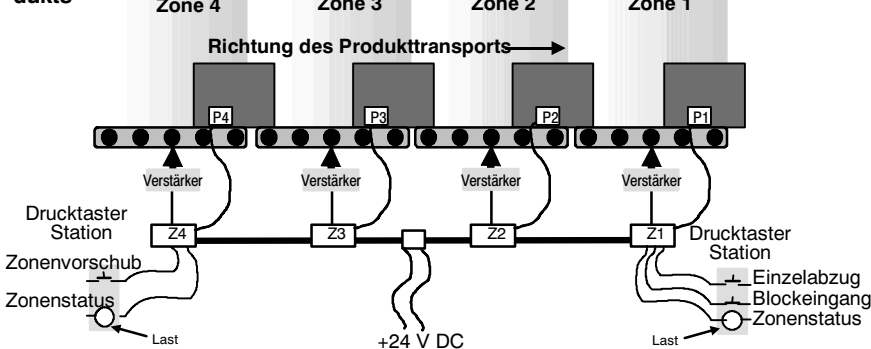 dukts
Zone 4 Zone 3 Zone 2 Zone 1
Richtung des Produkttransports
P4 P3 P2 P1
Verstärker Verstärker Verstärker Verstärker
Drucktaster
Station
Z4 Z3 Z2 Z1
Drucktaster
Station
Zonenvorschub
Zonenstatus
Einzelabzug
Blockeingang
Zonenstatus
Last
+24 V DC
Last